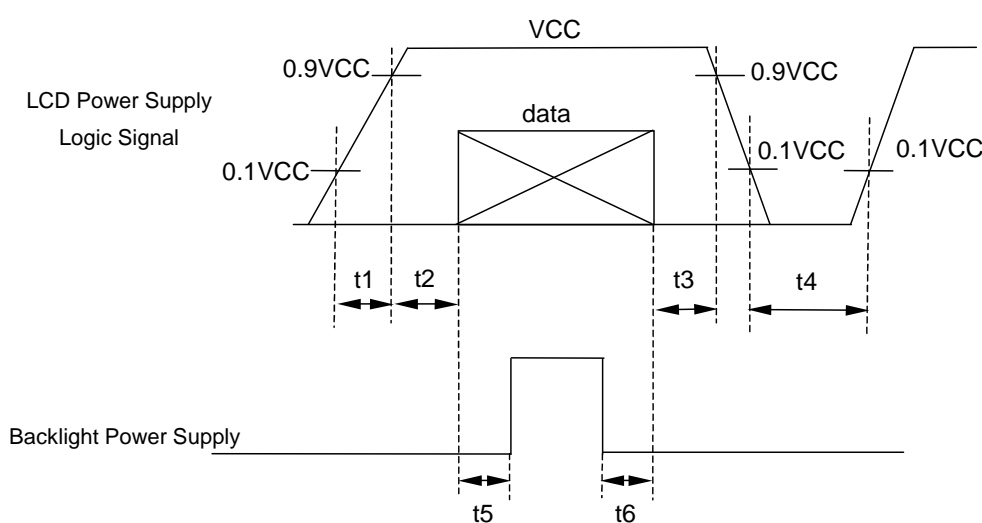 VCC
0.9VCC
0.9VCC
LCD Power Supply
Logic Signal
data
0.1VCC
0.1VCC
0.1VCC
t1
t2
t3
t4
Backlight Power Supply
t5
t6